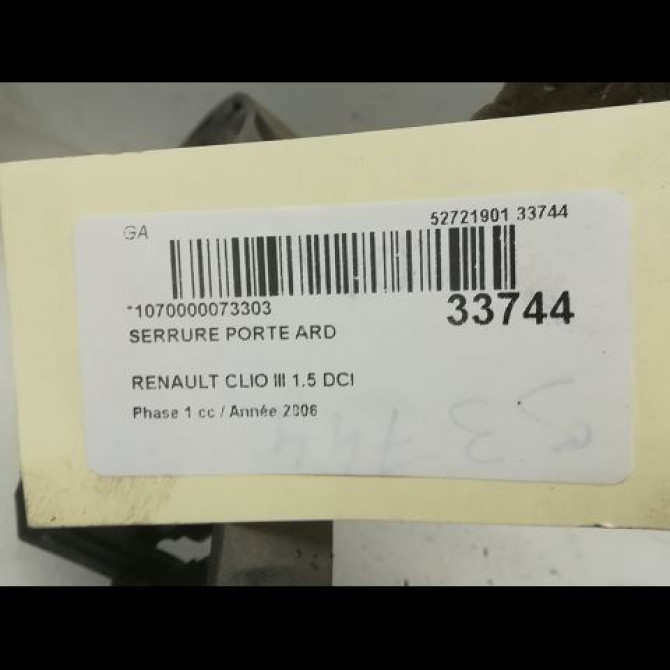 GA 52721901 33744
*1070000073303 33744
SERRURE PORTE ARD
RENAULT CLIO III 1.5 DCI
Phase 1 cc / Année 2006